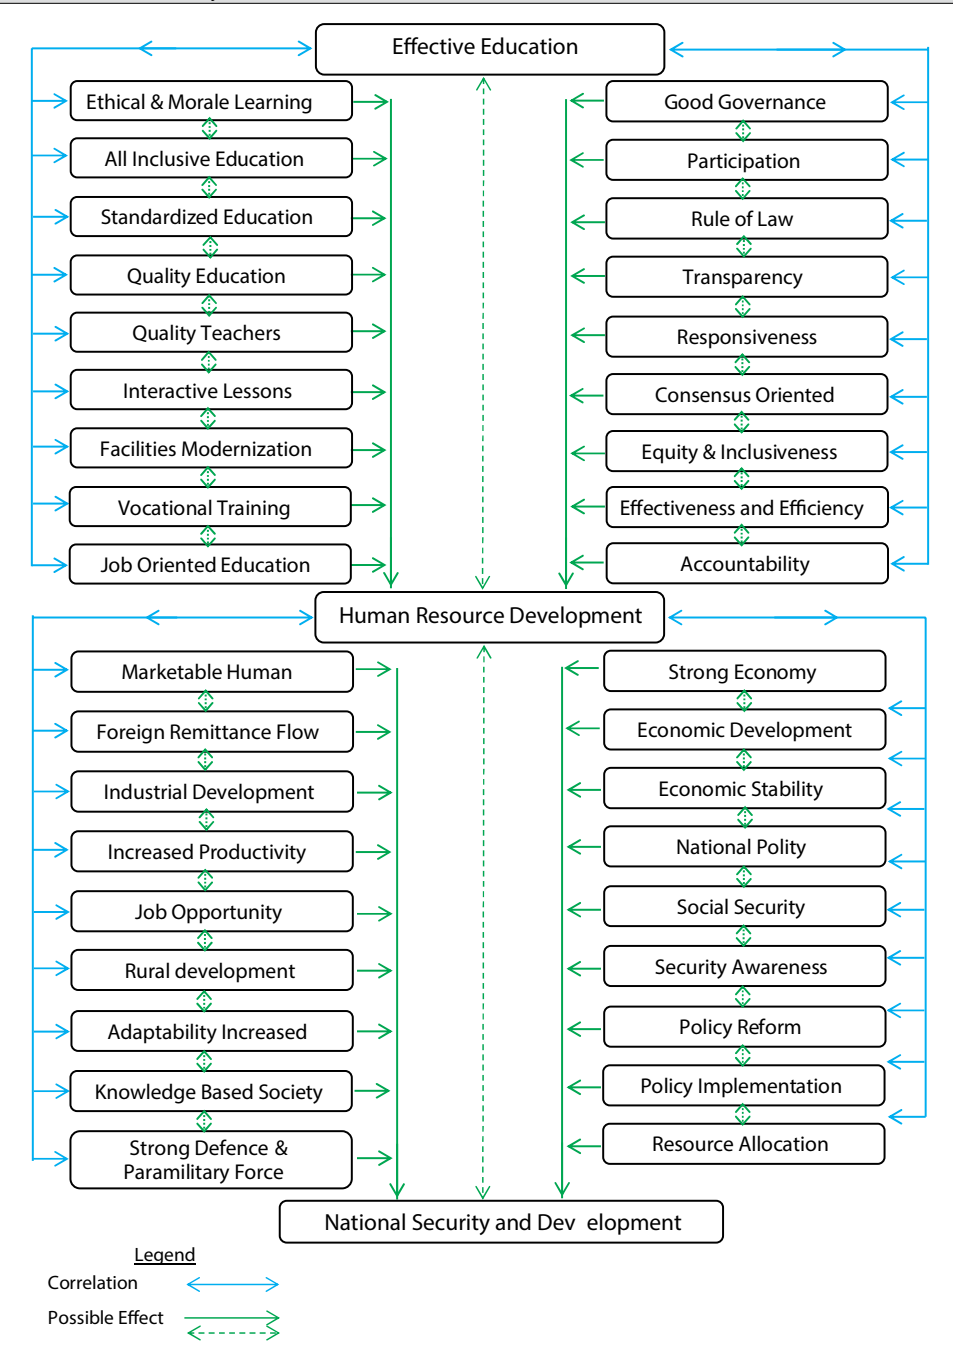 Effective Education
Ethical & Morale Learning
All Inclusive Education
Standardized Education
Quality Education
Quality Teachers
Interactive Lessons
Facilities Modernization
Vocational Training
Job Oriented Education
Good Governance
Participation
Rule of Law
Transparency
Responsiveness
Consensus Oriented
Equity & Inclusiveness
Effectiveness and Efficiency
Accountability
Human Resource Development
Marketable Human
Foreign Remittance Flow
Industrial Development
Increased Productivity
Job Opportunity
Rural development
Adaptability Increased
Knowledge Based Society
Strong Defence &
Paramilitary Force
Strong Economy
Economic Development
Economic Stability
National Polity
Social Security
Security Awareness
Policy Reform
Policy Implementation
Resource Allocation
National Security and Dev elopment
Legend
Correlation
Possible Effect